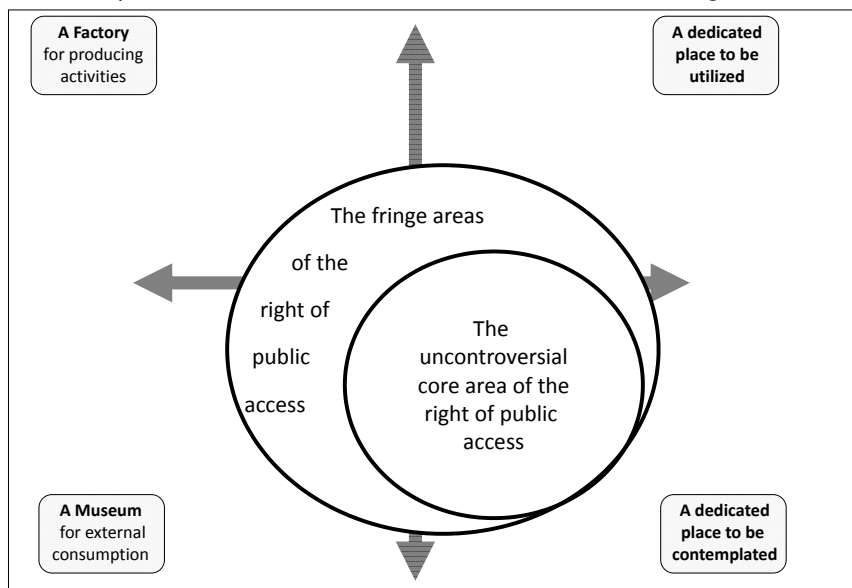 A Factory
for producing
activities
A dedicated
place to be
utilized
The fringe areas
of the
right of
public
access
The
uncontroversial
core area of the
right of public
access
A Museum
for external
consumption
A dedicated
place to be
contemplated